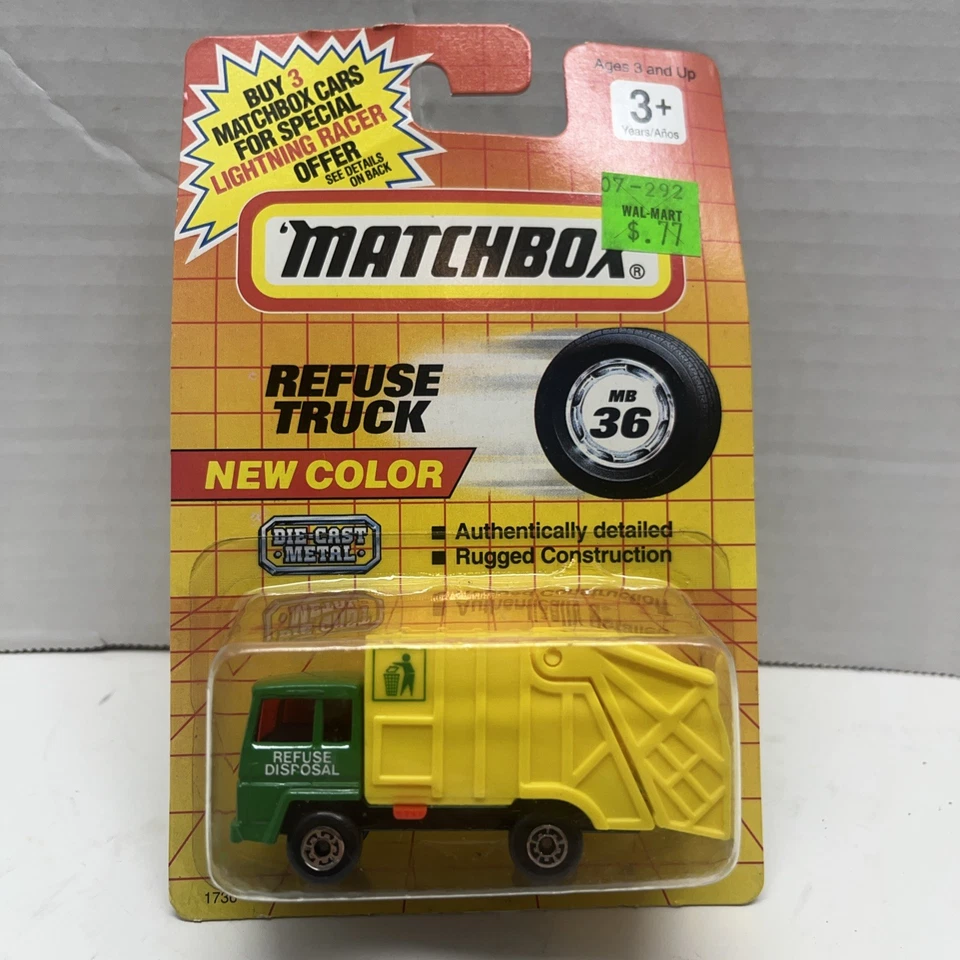 BUY 3
MATCHBOX CARS
FOR SPECIAL
LIGHTNING RACER
OFFER
SEE DETAILS
ON BACK
Ages 3 and Up
3+
Years/Años
07-292
WAL-MART
$.77
'MATCHBOX®
REFUSE
TRUCK
MB
36
NEW COLOR
DIE-CAST
METAL
■ Authentically detailed
■ Rugged Construction
REFUSE
DISPOSAL